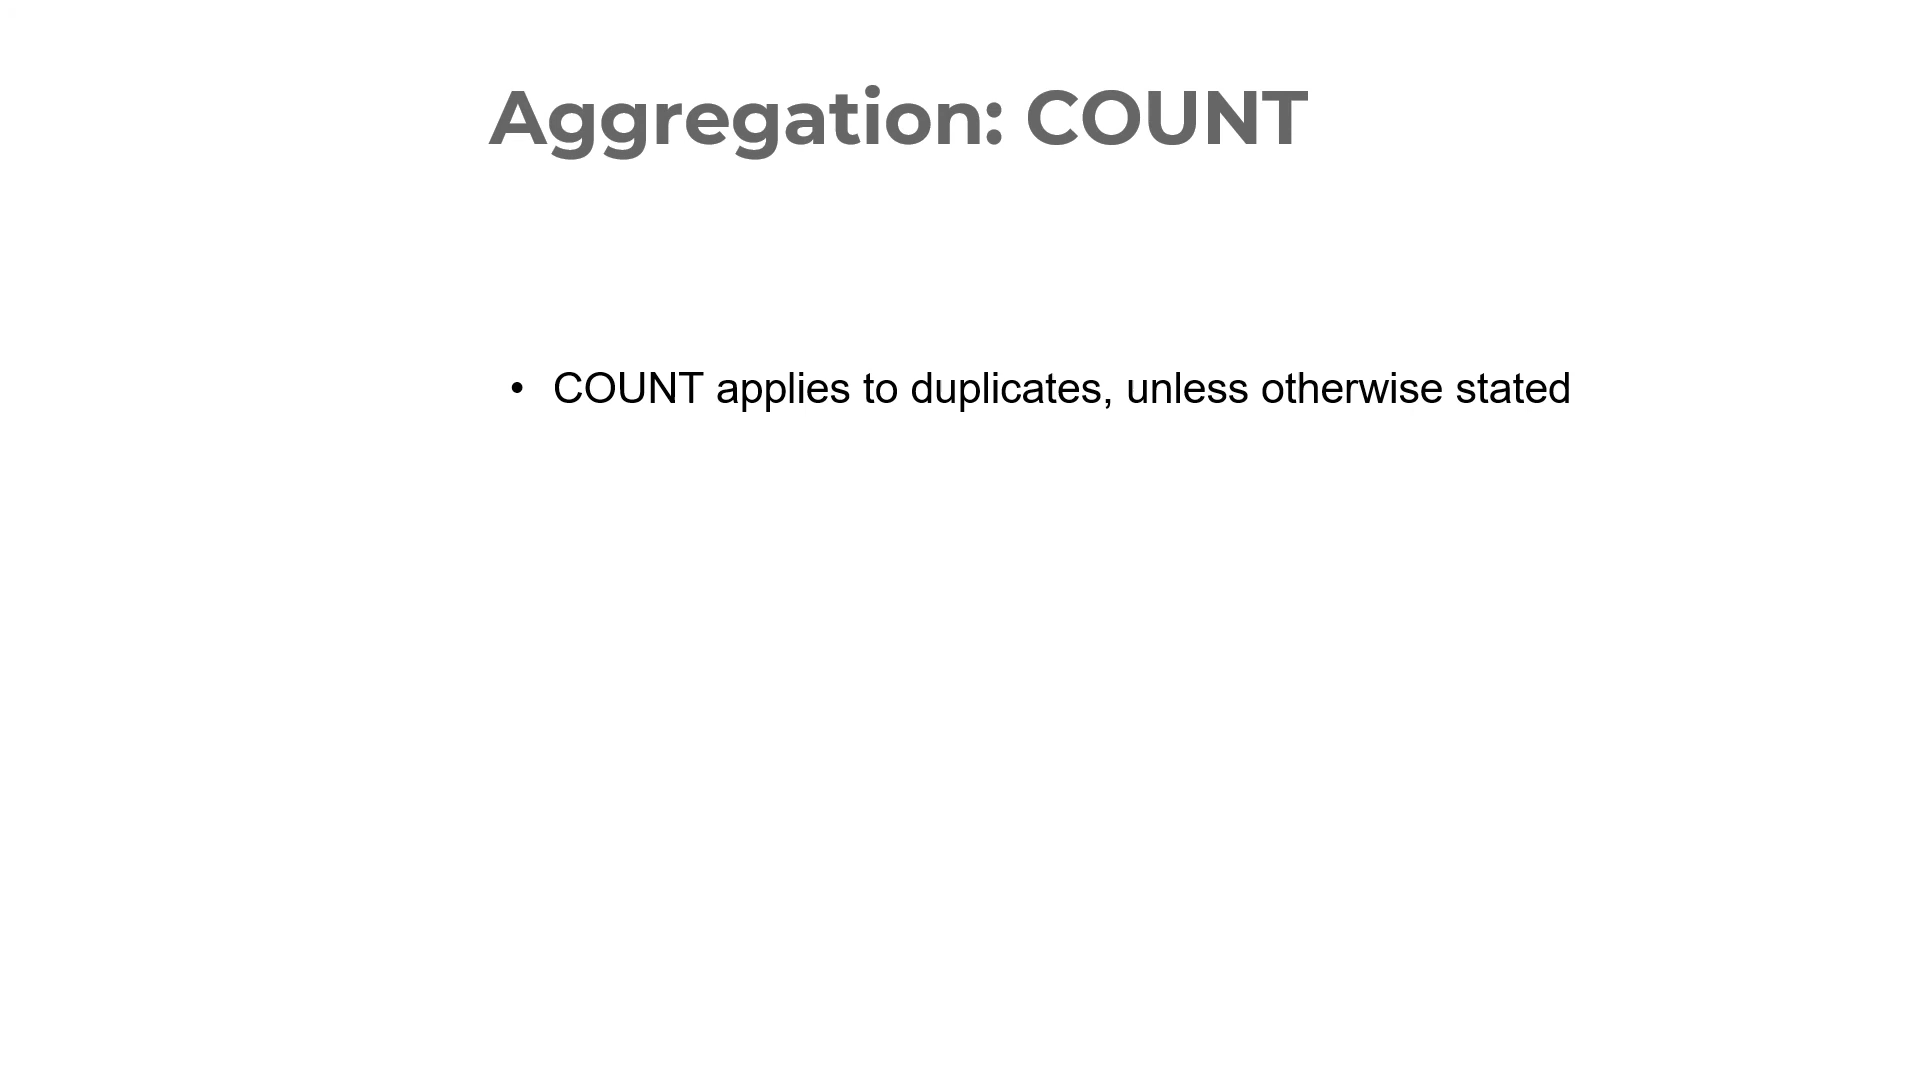 Aggregation: COUNT
• COUNT applies to duplicates, unless otherwise stated